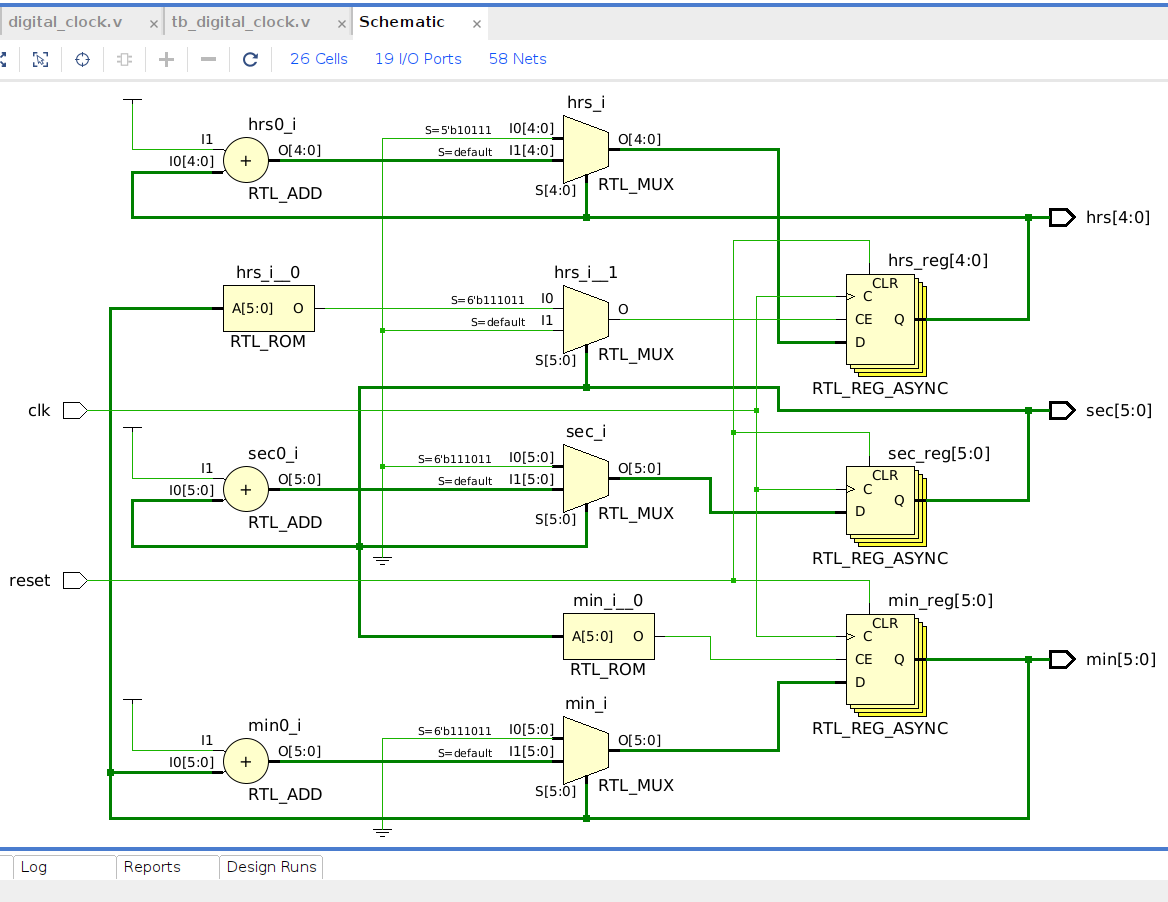 digital_clock.v × tb_digital_clock.v × Schematic ×
26 Cells 19 I/O Ports 58 Nets
hrs_i
hrs0_i
S=5'b10111 I0[4:0]
I1 O[4:0] S=default I1[4:0] O[4:0]
I0[4:0] +
RTL_ADD S[4:0] RTL_MUX
hrs[4:0]
hrs_reg[4:0]
hrs_i__0 hrs_i__1
CLR
C
A[5:0] O S=6'b111011 I0 O
S=default I1 CE Q
RTL_ROM D
S[5:0] RTL_MUX
RTL_REG_ASYNC
clk sec[5:0]
sec_i
sec0_i sec_reg[5:0]
S=6'b111011 I0[5:0]
I1 O[5:0] S=default I1[5:0] O[5:0] CLR
I0[5:0] + C
Q
D
RTL_ADD S[5:0] RTL_MUX
RTL_REG_ASYNC
reset
min_i__0 min_reg[5:0]
CLR
A[5:0] O C
CE Q
RTL_ROM D
min[5:0]
min_i
min0_i RTL_REG_ASYNC
S=6'b111011 I0[5:0]
I1 O[5:0] S=default I1[5:0] O[5:0]
I0[5:0] +
RTL_ADD S[5:0] RTL_MUX
Log Reports Design Runs